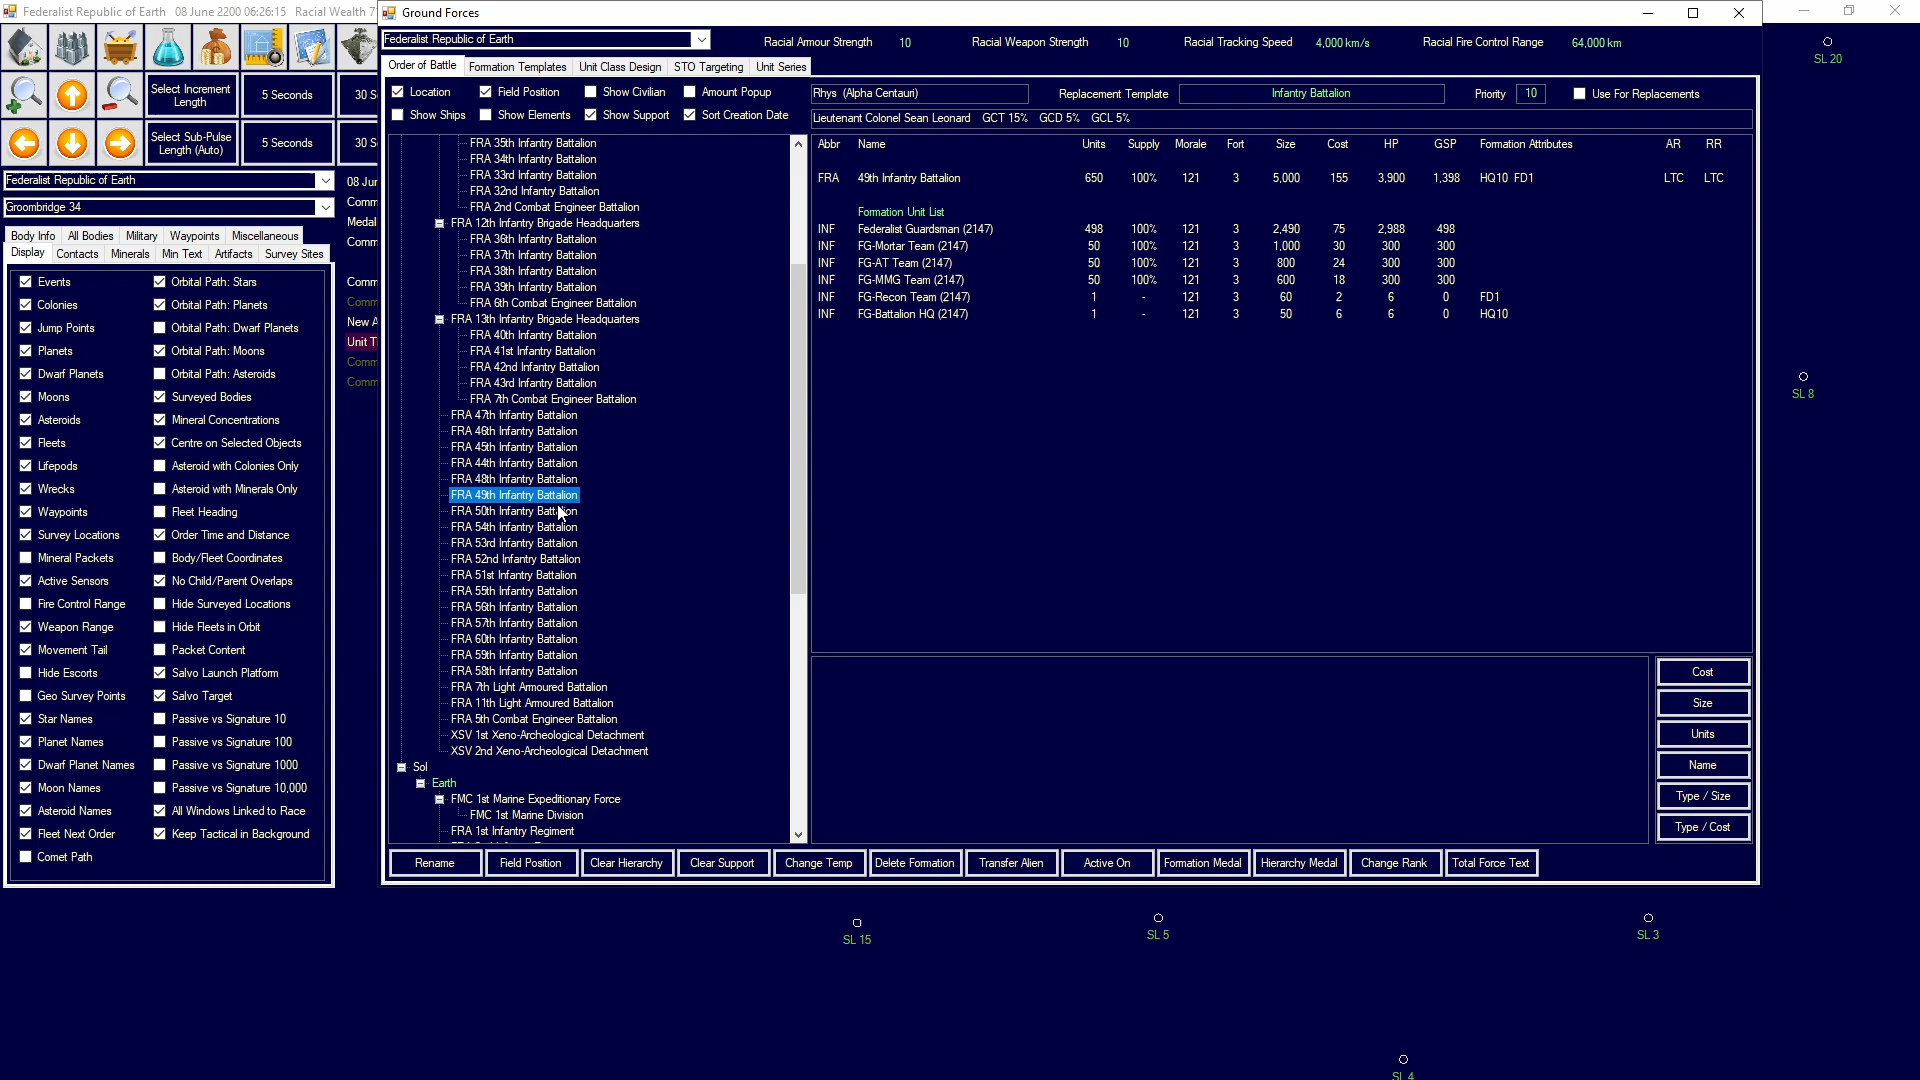 Federalist Republic of Earth   08 June 2200 06:26:15   Racial Wealth 7
Ground Forces
Federalist Republic of Earth
Racial Armour Strength 10 Racial Weapon Strength 10 Racial Tracking Speed 4,000 km/s Racial Fire Control Range 64,000 km
Order of Battle Formation Templates Unit Class Design STO Targeting Unit Series
Location Field Position Show Civilian Amount Popup
Show Ships Show Elements Show Support Sort Creation Date
Rhys (Alpha Centauri) Replacement Template Infantry Battalion Priority 10 Use For Replacements
Lieutenant Colonel Sean Leonard GCT 15% GCD 5% GCL 5%
Select Increment Length 5 Seconds 30 S
Select Sub-Pulse Length (Auto) 5 Seconds 30 S
Federalist Republic of Earth
Groombridge 34
Body Info All Bodies Military Waypoints Miscellaneous
Display Contacts Minerals Min Text Artifacts Survey Sites
Events Orbital Path: Stars
Colonies Orbital Path: Planets
Jump Points Orbital Path: Dwarf Planets
Planets Orbital Path: Moons
Dwarf Planets Orbital Path: Asteroids
Moons Surveyed Bodies
Asteroids Mineral Concentrations
Fleets Centre on Selected Objects
Lifepods Asteroid with Colonies Only
Wrecks Asteroid with Minerals Only
Waypoints Fleet Heading
Survey Locations Order Time and Distance
Mineral Packets Body/Fleet Coordinates
Active Sensors No Child/Parent Overlaps
Fire Control Range Hide Surveyed Locations
Weapon Range Hide Fleets in Orbit
Movement Tail Packet Content
Hide Escorts Salvo Launch Platform
Geo Survey Points Salvo Target
Star Names Passive vs Signature 10
Planet Names Passive vs Signature 100
Dwarf Planet Names Passive vs Signature 1000
Moon Names Passive vs Signature 10,000
Asteroid Names All Windows Linked to Race
Fleet Next Order Keep Tactical in Background
Comet Path
08 Jur
Comm
Medal
Comm
Comm
Comm
New A
Unit T
Comm
Comm
FRA 35th Infantry Battalion
FRA 34th Infantry Battalion
FRA 33rd Infantry Battalion
FRA 32nd Infantry Battalion
FRA 2nd Combat Engineer Battalion
FRA 12th Infantry Brigade Headquarters
FRA 36th Infantry Battalion
FRA 37th Infantry Battalion
FRA 38th Infantry Battalion
FRA 39th Infantry Battalion
FRA 6th Combat Engineer Battalion
FRA 13th Infantry Brigade Headquarters
FRA 40th Infantry Battalion
FRA 41st Infantry Battalion
FRA 42nd Infantry Battalion
FRA 43rd Infantry Battalion
FRA 7th Combat Engineer Battalion
FRA 47th Infantry Battalion
FRA 46th Infantry Battalion
FRA 45th Infantry Battalion
FRA 44th Infantry Battalion
FRA 48th Infantry Battalion
FRA 49th Infantry Battalion
FRA 50th Infantry Battalion
FRA 54th Infantry Battalion
FRA 53rd Infantry Battalion
FRA 52nd Infantry Battalion
FRA 51st Infantry Battalion
FRA 55th Infantry Battalion
FRA 56th Infantry Battalion
FRA 57th Infantry Battalion
FRA 60th Infantry Battalion
FRA 59th Infantry Battalion
FRA 58th Infantry Battalion
FRA 7th Light Armoured Battalion
FRA 11th Light Armoured Battalion
FRA 5th Combat Engineer Battalion
XSV 1st Xeno-Archeological Detachment
XSV 2nd Xeno-Archeological Detachment
Sol
Earth
FMC 1st Marine Expeditionary Force
FMC 1st Marine Division
FRA 1st Infantry Regiment
Abbr Name Units Supply Morale Fort Size Cost HP GSP Formation Attributes AR RR
FRA 49th Infantry Battalion 650 100% 121 3 5,000 155 3,900 1,398 HQ10 FD1 LTC LTC
Formation Unit List
INF Federalist Guardsman (2147) 498 100% 121 3 2,490 75 2,988 498
INF FG-Mortar Team (2147) 50 100% 121 3 1,000 30 300 300
INF FG-AT Team (2147) 50 100% 121 3 800 24 300 300
INF FG-MMG Team (2147) 50 100% 121 3 600 18 300 300
INF FG-Recon Team (2147) 1 - 121 3 60 2 6 0 FD1
INF FG-Battalion HQ (2147) 1 - 121 3 50 6 6 0 HQ10
Cost
Size
Units
Name
Type / Size
Type / Cost
Rename Field Position Clear Hierarchy Clear Support Change Temp Delete Formation Transfer Alien Active On Formation Medal Hierarchy Medal Change Rank Total Force Text
SL 20
SL 8
SL 15
SL 5
SL 3
SL 4